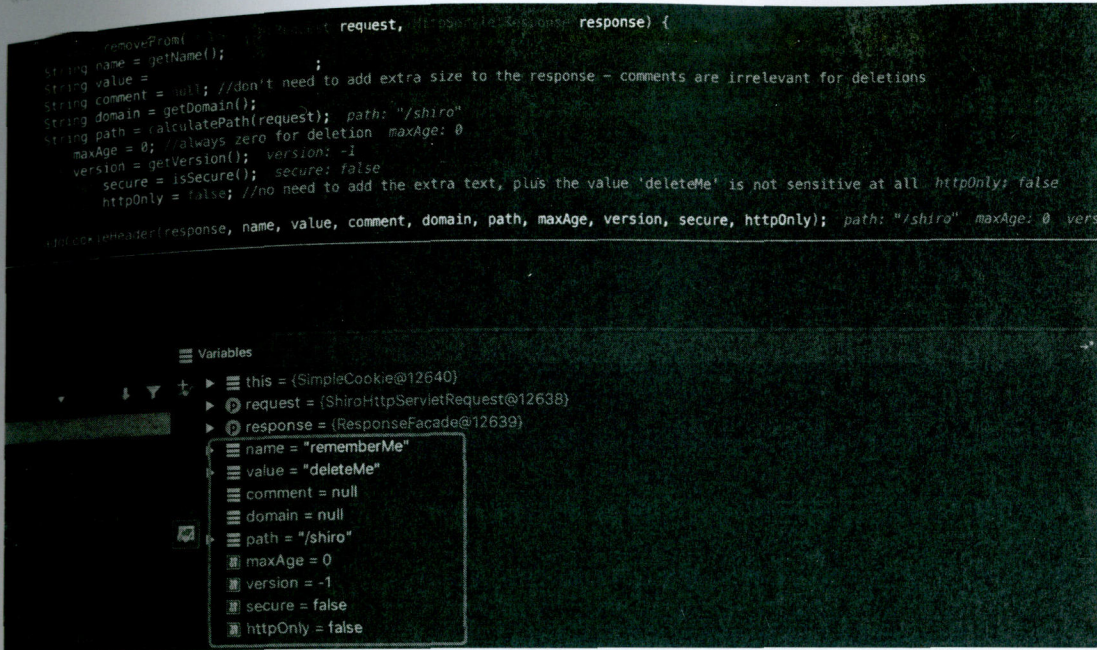 removeFrom( request, HttpServletResponse response) {
String name = getName();
String value = ;
String comment = null; //don't need to add extra size to the response – comments are irrelevant for deletions
String domain = getDomain();
String path = calculatePath(request); path: "/shiro"
maxAge = 0; //always zero for deletion maxAge: 0
version = getVersion(); version: -1
secure = isSecure(); secure: false
httpOnly = false; //no need to add the extra text, plus the value 'deleteMe' is not sensitive at all httpOnly: false
addCookieHeader(response, name, value, comment, domain, path, maxAge, version, secure, httpOnly); path: "/shiro" maxAge: 0 vers
Variables
this = {SimpleCookie@12640}
request = {ShiroHttpServletRequest@12638}
response = {ResponseFacade@12639}
name = "rememberMe"
value = "deleteMe"
comment = null
domain = null
path = "/shiro"
maxAge = 0
version = -1
secure = false
httpOnly = false